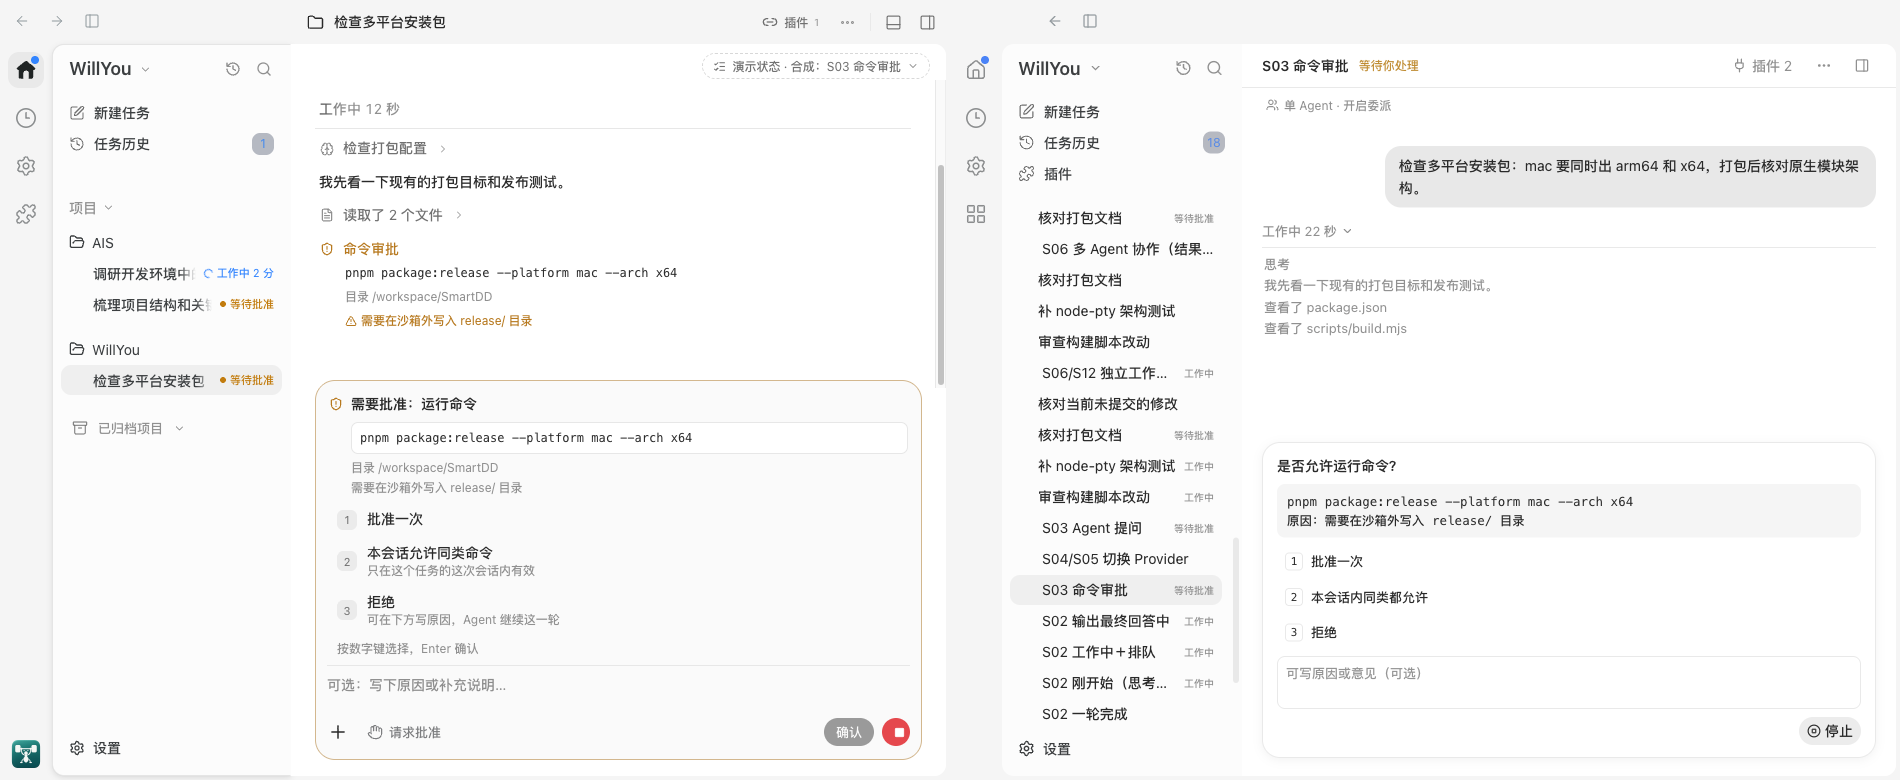 检查多平台安装包
插件 1
WillYou
新建任务
任务历史
1
项目
AIS
调研开发环境中
工作中 2 分
梳理项目结构和关
等待批准
WillYou
检查多平台安装包
等待批准
已归档项目
设置
演示状态 · 合成：S03 命令审批
工作中 12 秒
检查打包配置
我先看一下现有的打包目标和发布测试。
读取了 2 个文件
命令审批
pnpm package:release --platform mac --arch x64
目录 /workspace/SmartDD
需要在沙箱外写入 release/ 目录
需要批准：运行命令
pnpm package:release --platform mac --arch x64
目录 /workspace/SmartDD
需要在沙箱外写入 release/ 目录
1 批准一次
2 本会话允许同类命令
只在这个任务的这次会话内有效
3 拒绝
可在下方写原因，Agent 继续这一轮
按数字键选择，Enter 确认
可选：写下原因或补充说明...
请求批准
确认
WillYou
新建任务
任务历史
18
插件
核对打包文档 等待批准
S06 多 Agent 协作（结果...
核对打包文档
补 node-pty 架构测试
审查构建脚本改动
S06/S12 独立工作... 工作中
核对当前未提交的修改
核对打包文档 等待批准
补 node-pty 架构测试 工作中
审查构建脚本改动 工作中
S03 Agent 提问 等待批准
S04/S05 切换 Provider
S03 命令审批 等待批准
S02 输出最终回答中 工作中
S02 工作中＋排队 工作中
S02 刚开始（思考... 工作中
S02 一轮完成
设置
S03 命令审批 等待你处理
插件 2
单 Agent · 开启委派
检查多平台安装包：mac 要同时出 arm64 和 x64，打包后核对原生模块架
构。
工作中 22 秒
思考
我先看一下现有的打包目标和发布测试。
查看了 package.json
查看了 scripts/build.mjs
是否允许运行命令？
pnpm package:release --platform mac --arch x64
原因：需要在沙箱外写入 release/ 目录
1 批准一次
2 本会话内同类都允许
3 拒绝
可写原因或意见（可选）
停止